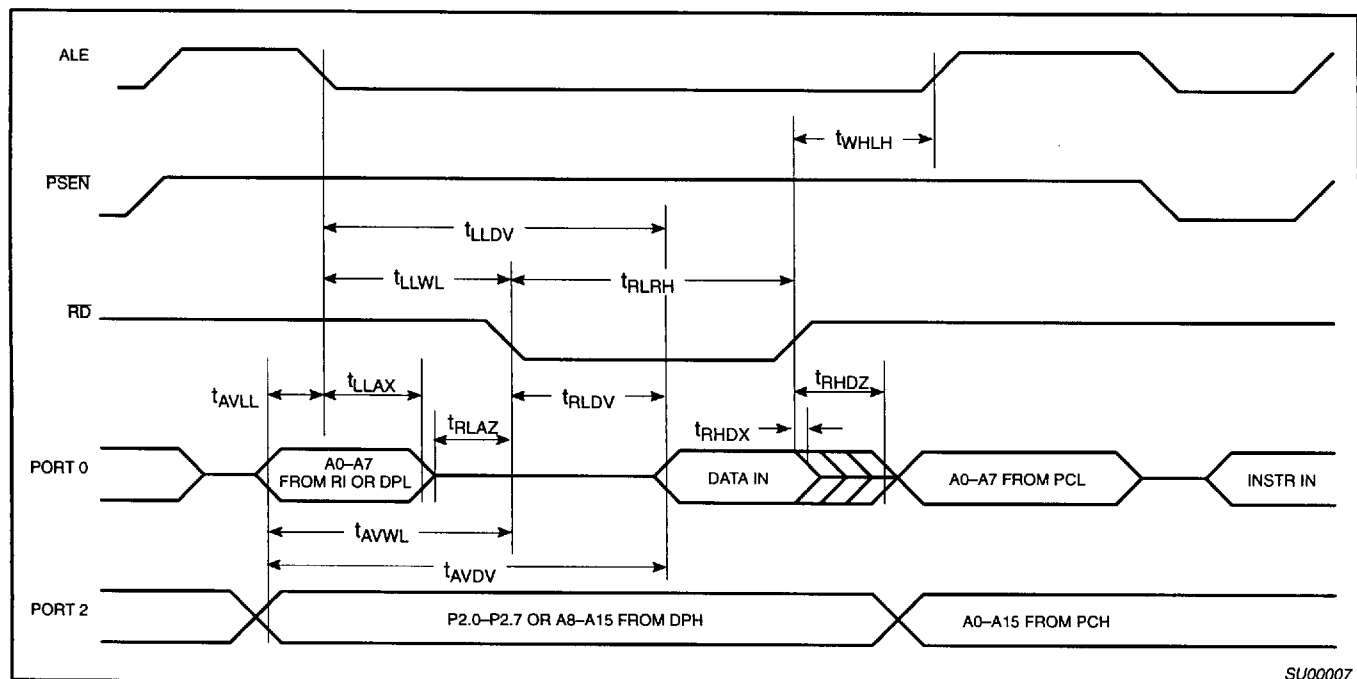 ALE
tWHLH
PSEN
tLLDV
tLLWL
tRLRH
RD
tAVLL
tLLAX
tRLAZ
tRLDV
tRHDZ
tRHDX
PORT 0
A0–A7
FROM RI OR DPL
DATA IN
A0–A7 FROM PCL
INSTR IN
tAVWL
tAVDV
PORT 2
P2.0–P2.7 OR A8–A15 FROM DPH
A0–A15 FROM PCH
SU00007